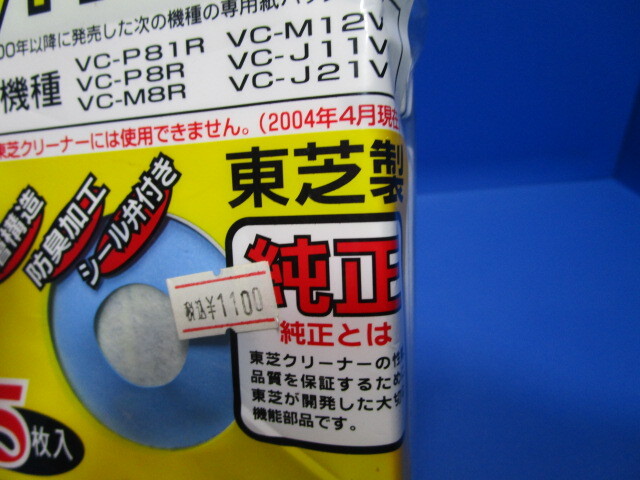 00年以降に発売した次の機種の専用紙パッ
機種
VC-P81R VC-M12V
VC-P8R VC-J11V
VC-M8R VC-J21V
東芝クリーナーには使用できません。(2004年4月現在
東芝製
層構造
防臭加工
シール弁付き
純正
税込¥1100
純正とは
東芝クリーナーの性
品質を保証するため
東芝が開発した大切
機能部品です。
5枚入